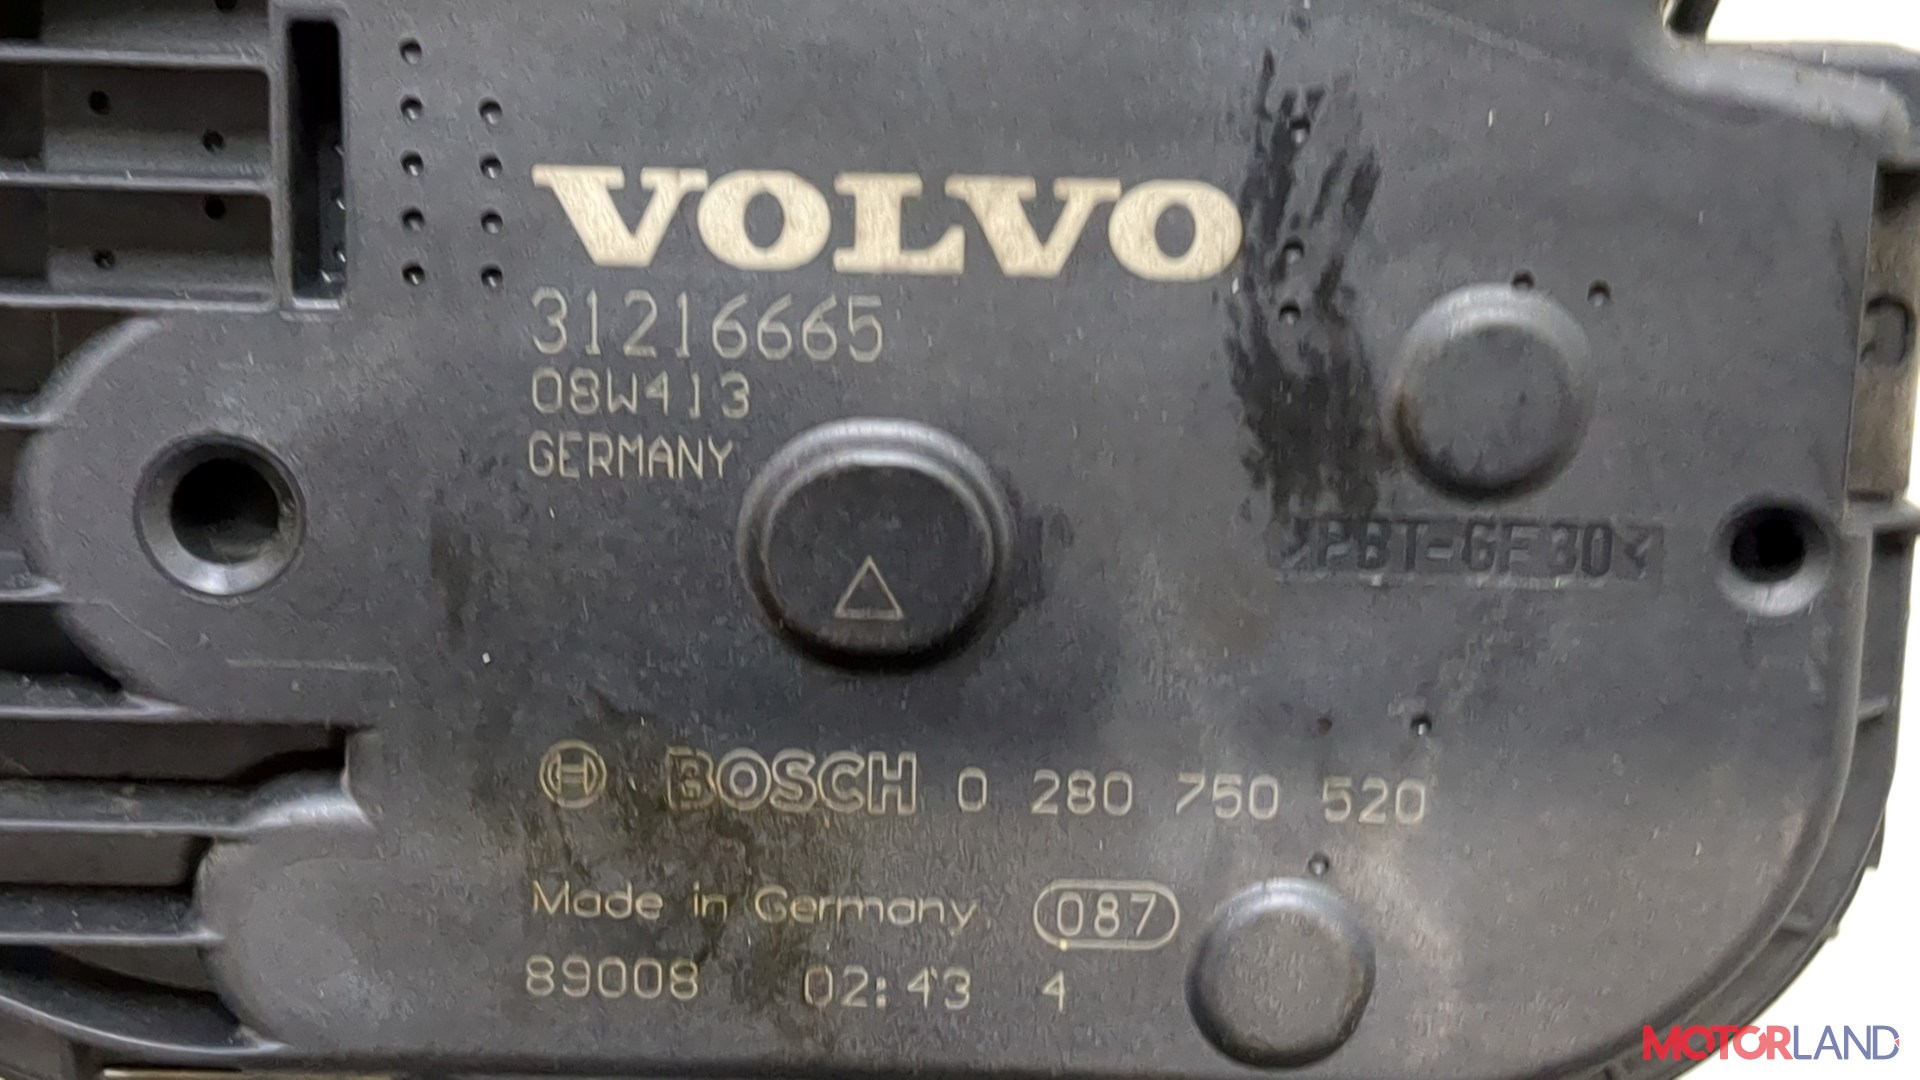 VOLVO
31216665
08W413
GERMANY
>PBT-GF30<
BOSCH 0 280 750 520
Made in Germany 087
89008 02:43 4
MOTORLAND